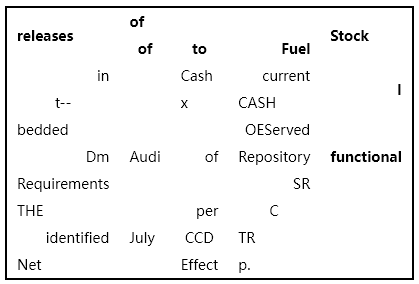 releases of Stock
of to Fuel
in Cash current
l
t-- x CASH
bedded OEServed
Dm Audi of Repository functional
Requirements SR
THE per C
identified July CCD TR
Net Effect p.